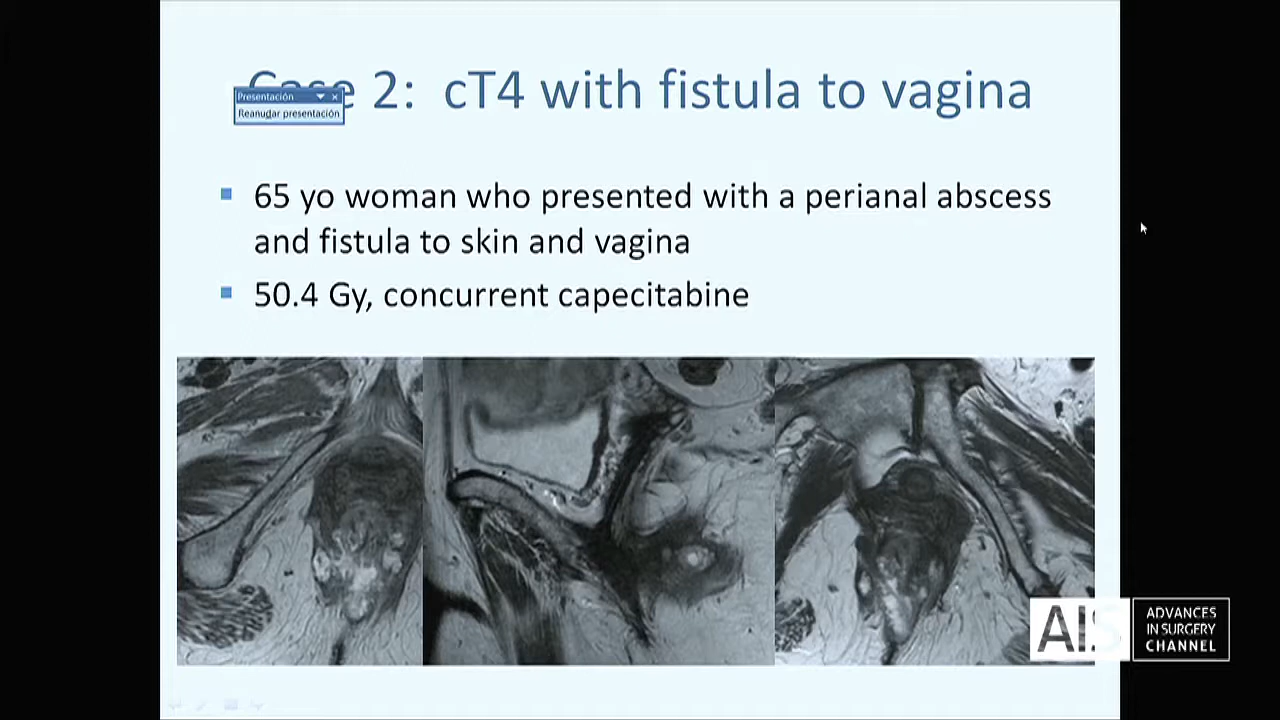 Case 2: cT4 with fistula to vagina
Presentación
Reanudar presentación
65 yo woman who presented with a perianal abscess
and fistula to skin and vagina
50.4 Gy, concurrent capecitabine
AIS
ADVANCES
IN SURGERY
CHANNEL